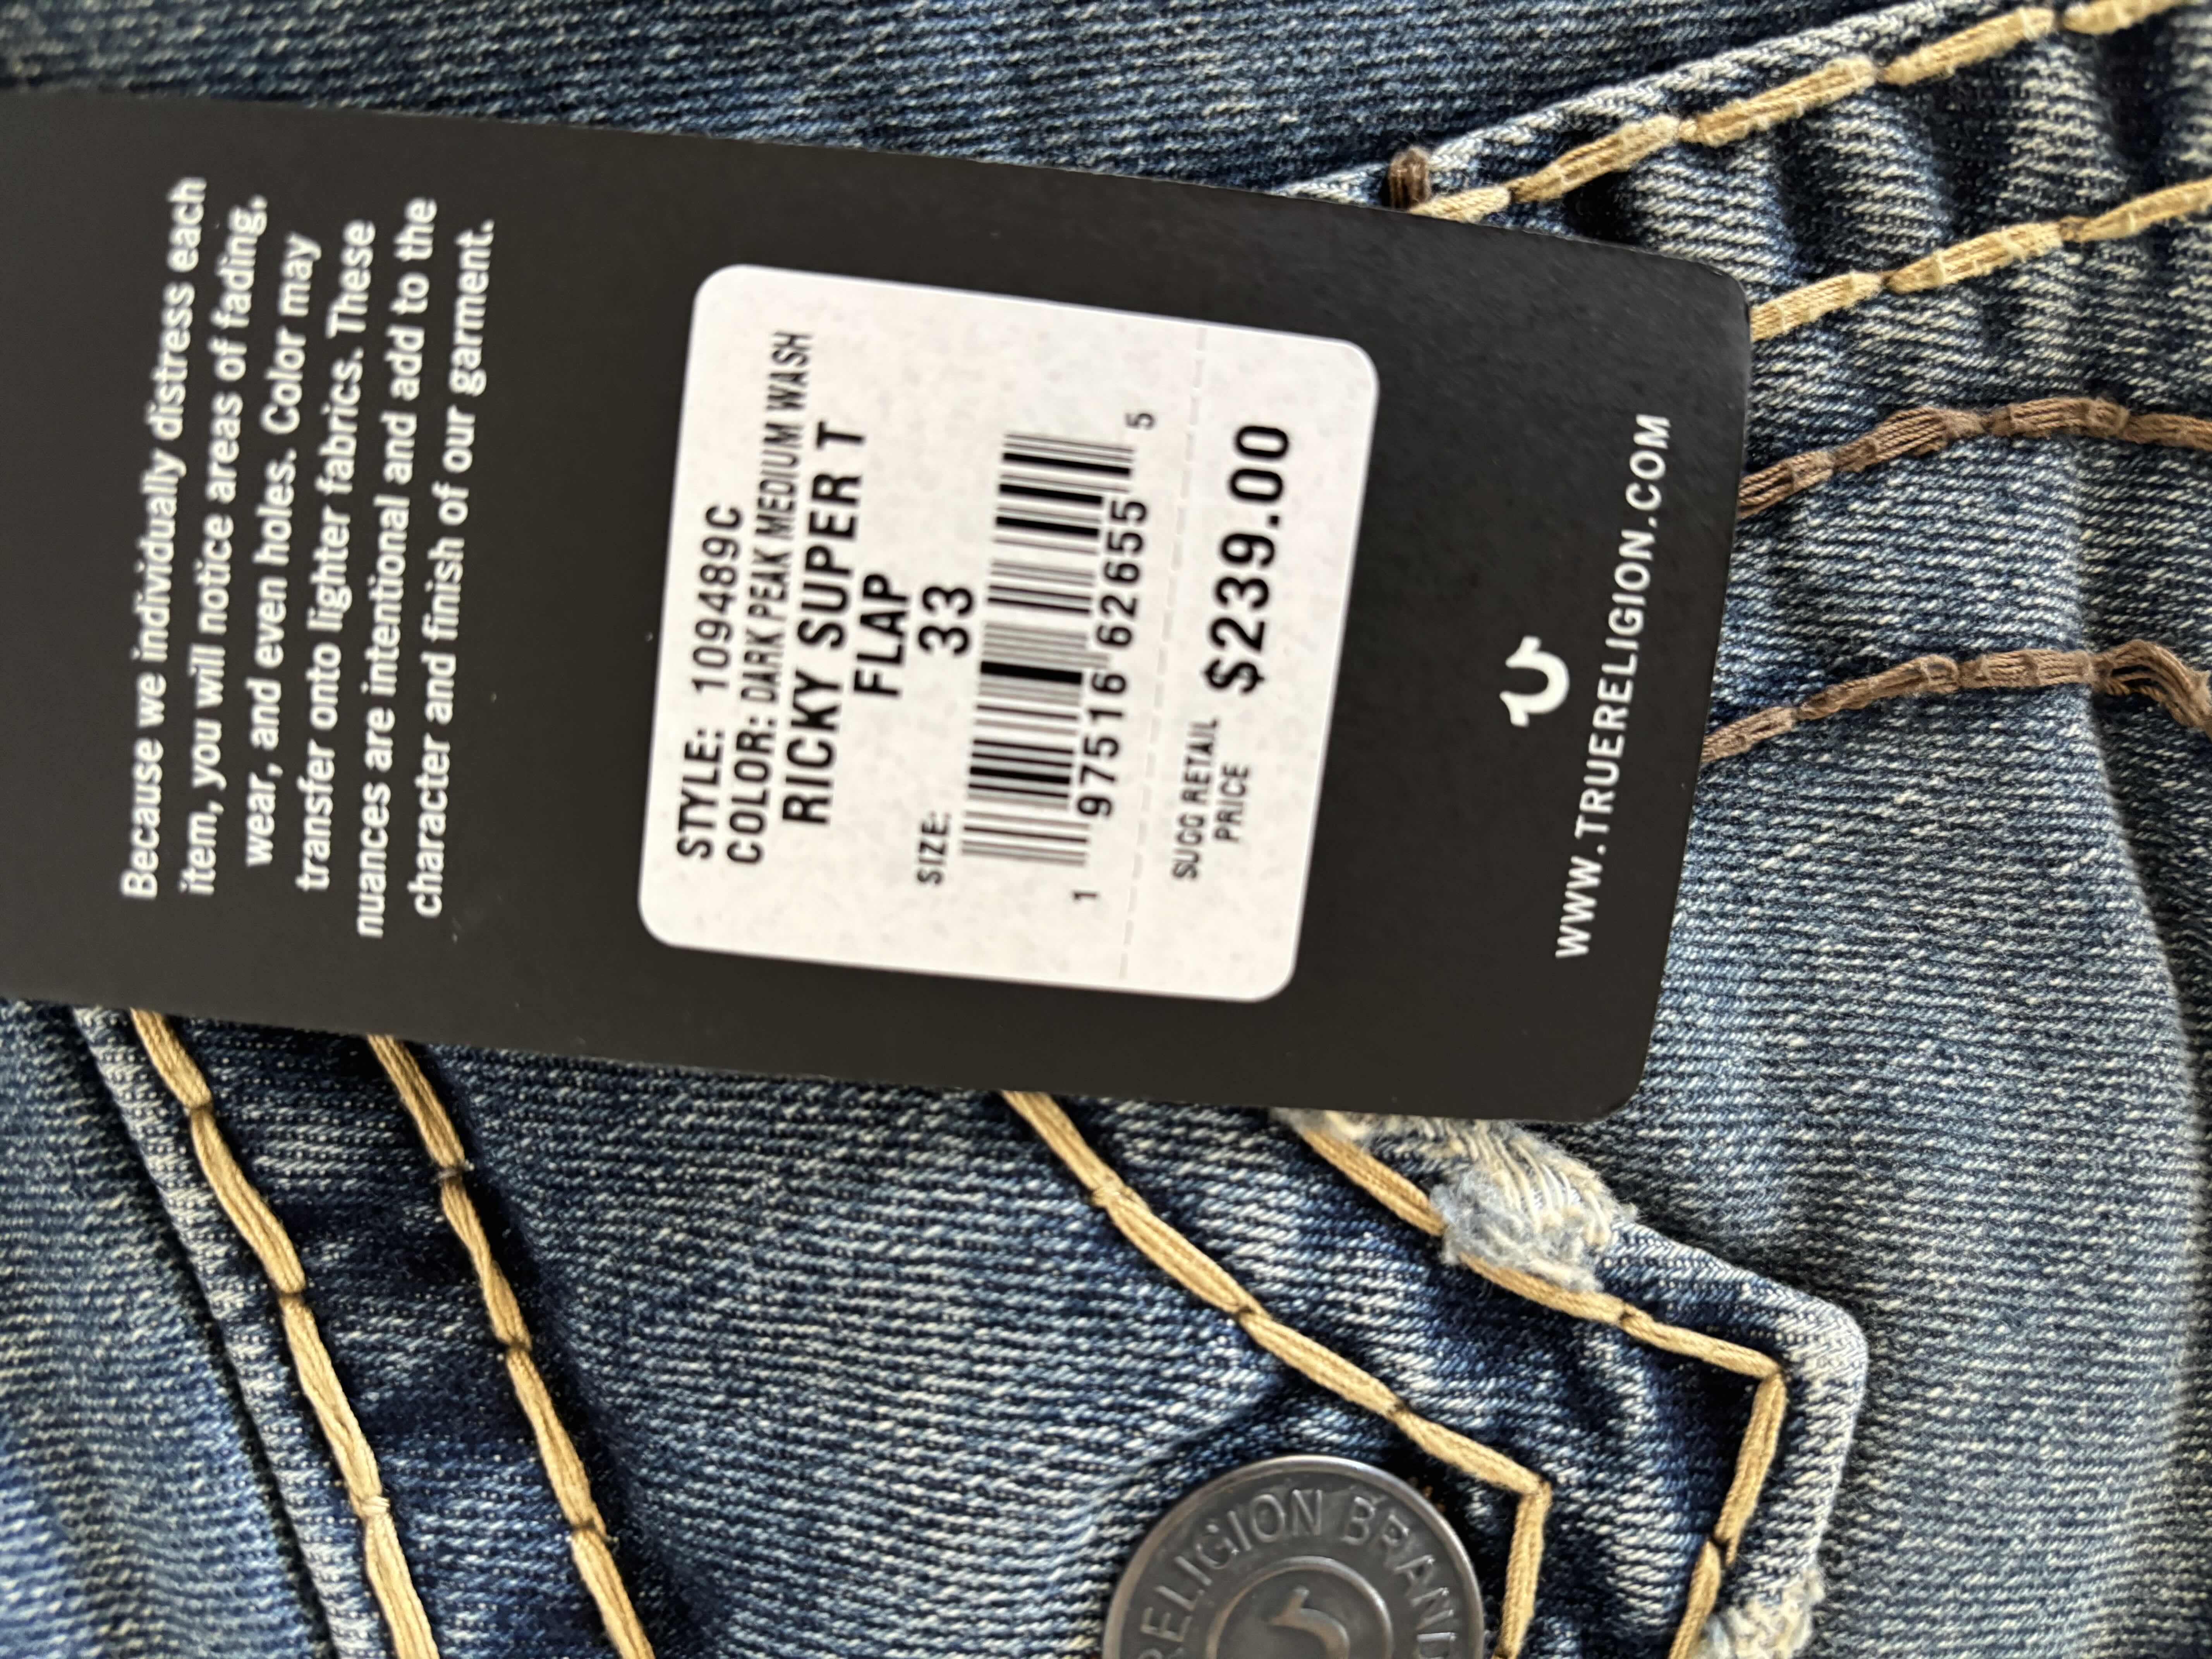 Because we individually distress each
item, you will notice areas of fading,
wear, and even holes. Color may
transfer onto lighter fabrics. These
nuances are intentional and add to the
character and finish of our garment.
STYLE: 109489C
COLOR: DARK PEAK MEDIUM WASH
RICKY SUPER T
FLAP
SIZE: 33
1 97516 62655 5
SUGG RETAIL
PRICE $239.00
WWW.TRUERELIGION.COM
RELIGION BRAND